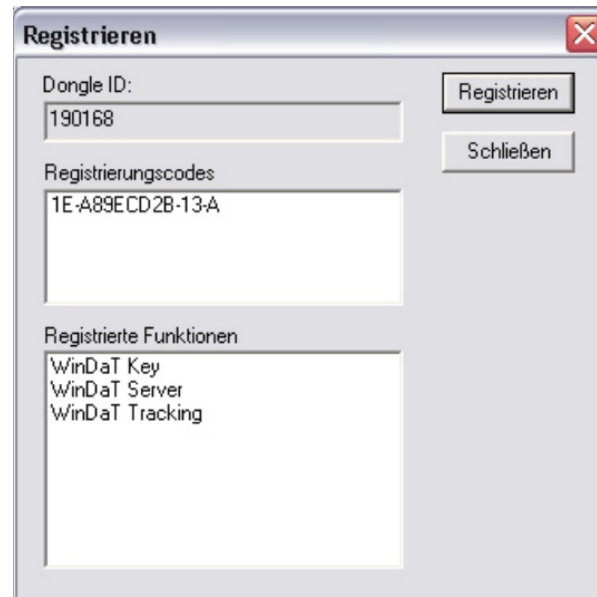 Registrieren
Dongle ID:
190168
Registrieren
Schließen
Registrierungscodes
1E-A89ECD2B-13-A
Registrierte Funktionen
WinDaT Key
WinDaT Server
WinDaT Tracking